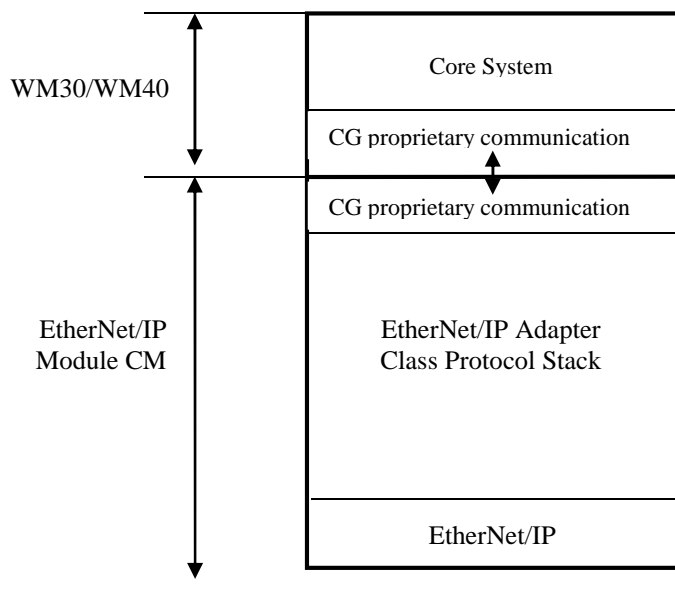 Core System
WM30/WM40
CG proprietary communication
CG proprietary communication
EtherNet/IP
Module CM
EtherNet/IP Adapter
Class Protocol Stack
EtherNet/IP